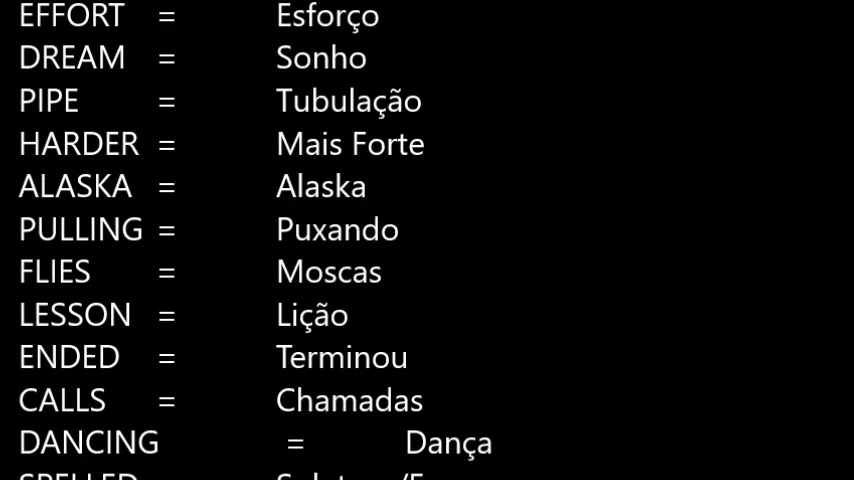 EFFORT = Esforço
DREAM = Sonho
PIPE = Tubulação
HARDER = Mais Forte
ALASKA = Alaska
PULLING = Puxando
FLIES = Moscas
LESSON = Lição
ENDED = Terminou
CALLS = Chamadas
DANCING = Dança
SPELLED